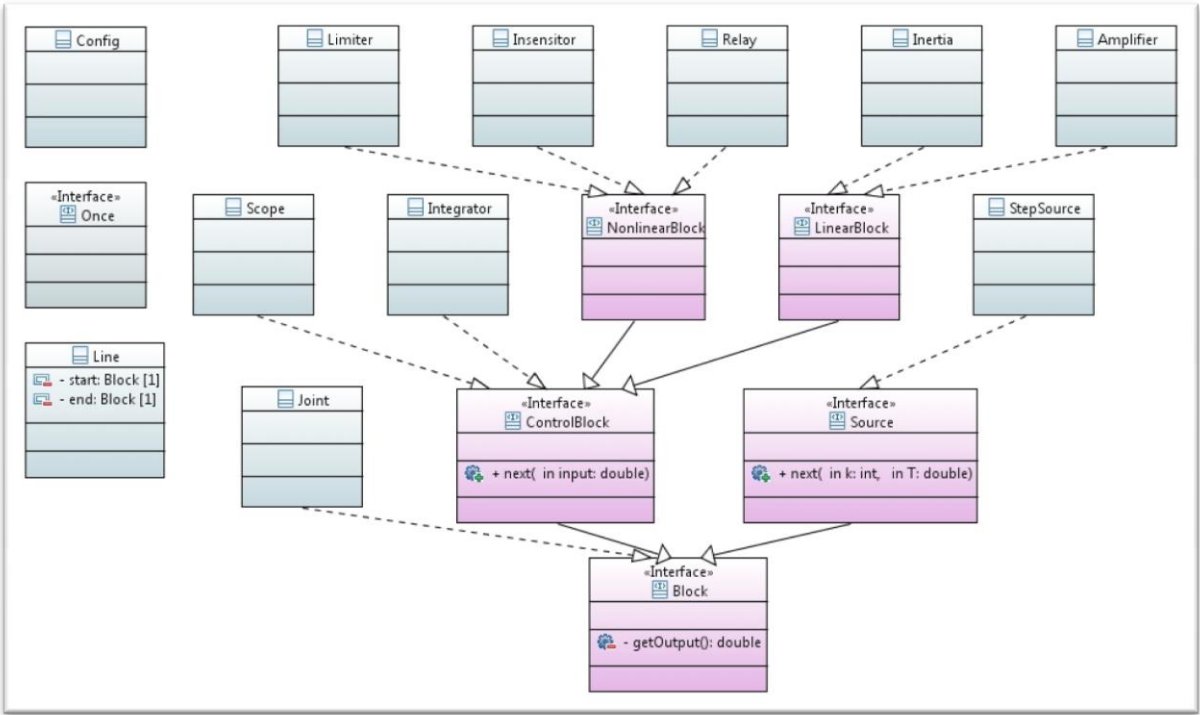 Config
Limiter
Insensitor
Relay
Inertia
Amplifier
«Interface»
Once
Scope
Integrator
«Interface»
NonlinearBlock
«Interface»
LinearBlock
StepSource
Line
- start: Block [1]
- end: Block [1]
Joint
«Interface»
ControlBlock
+ next( in input: double)
«Interface»
Source
+ next( in k: int, in T: double)
«Interface»
Block
- getOutput(): double